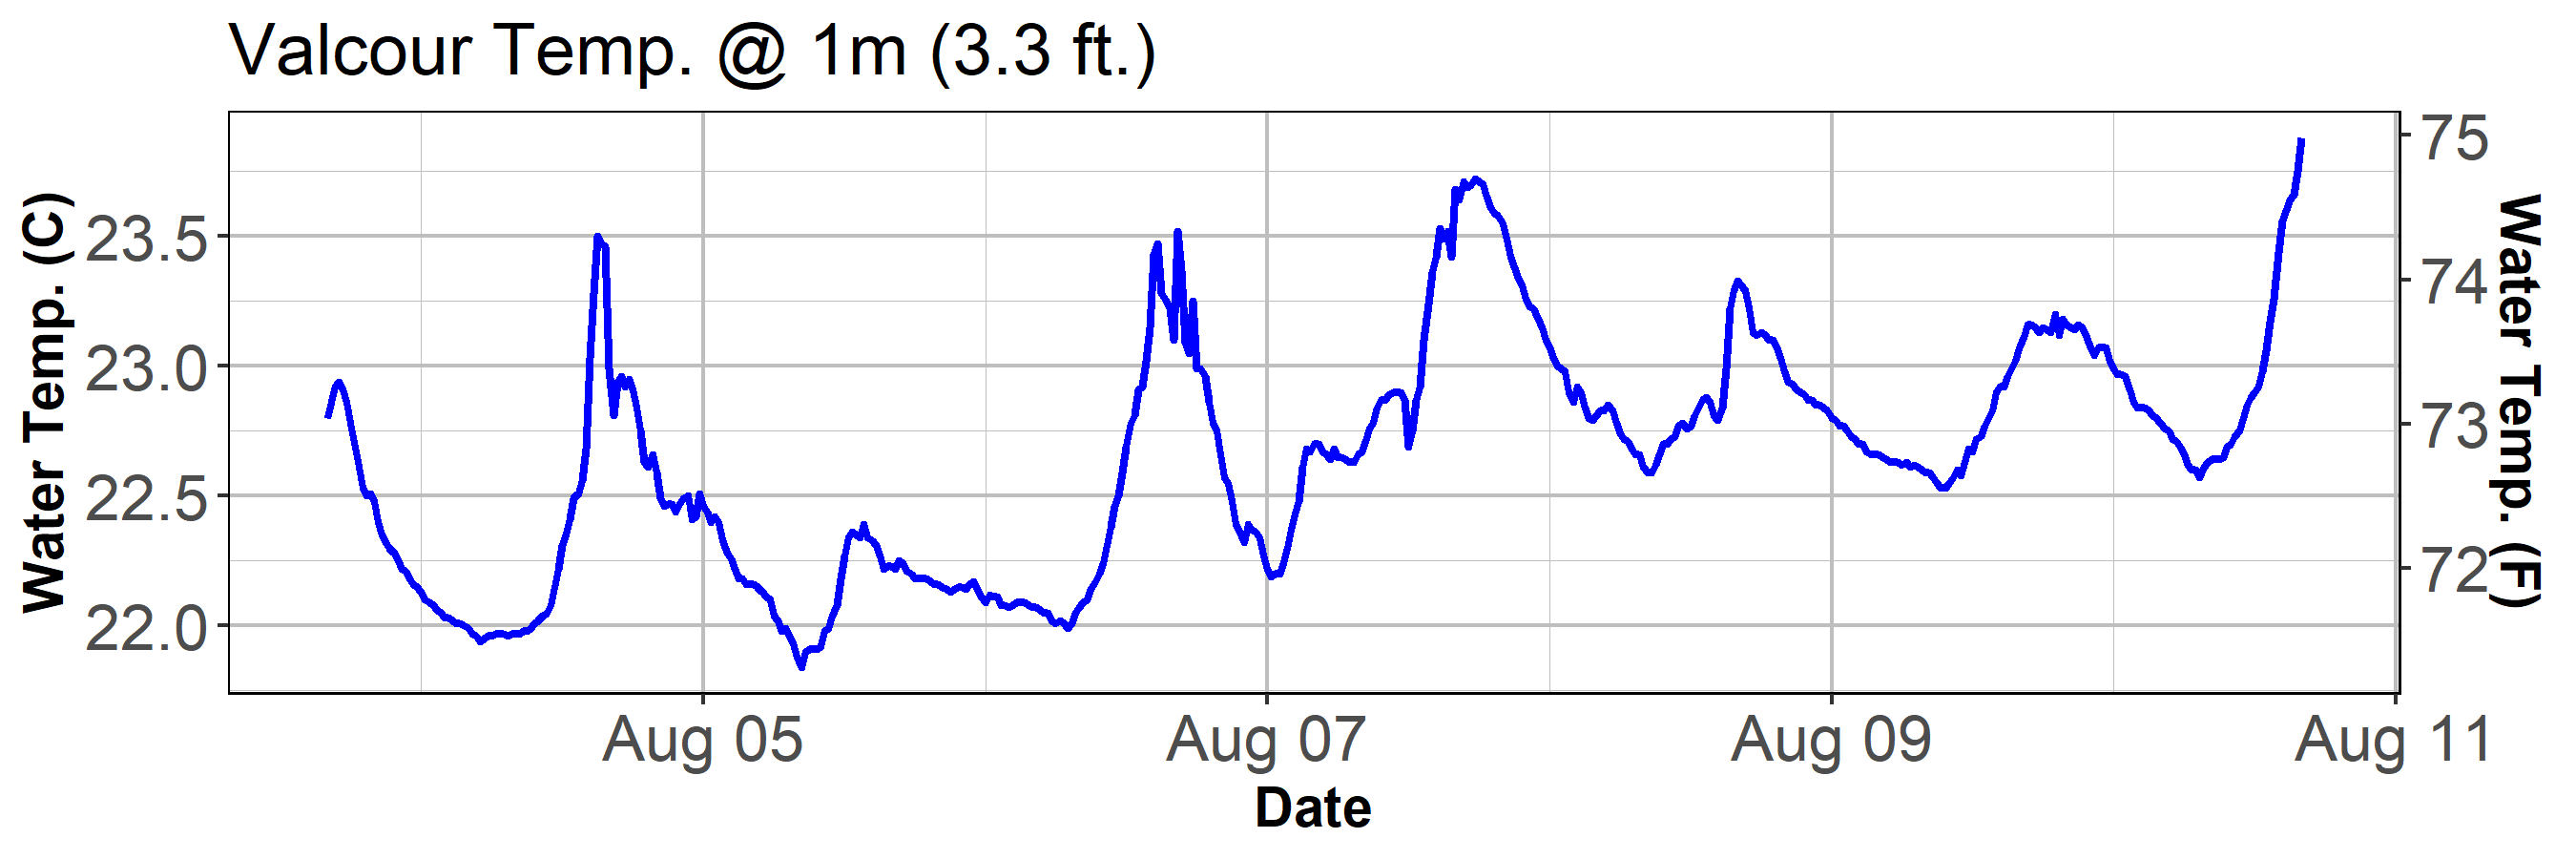 Valcour Temp. @ 1m (3.3 ft.)
Water Temp. (C)
23.5
23.0
22.5
22.0
75
74
73
72
Water Temp. (F)
Aug 05
Aug 07
Aug 09
Aug 11
Date